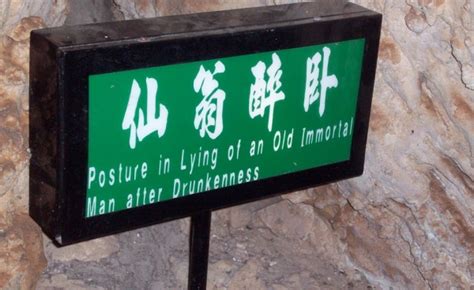 仙翁醉卧
Posture in Lying of an Old Immortal
Man after Drunkenness